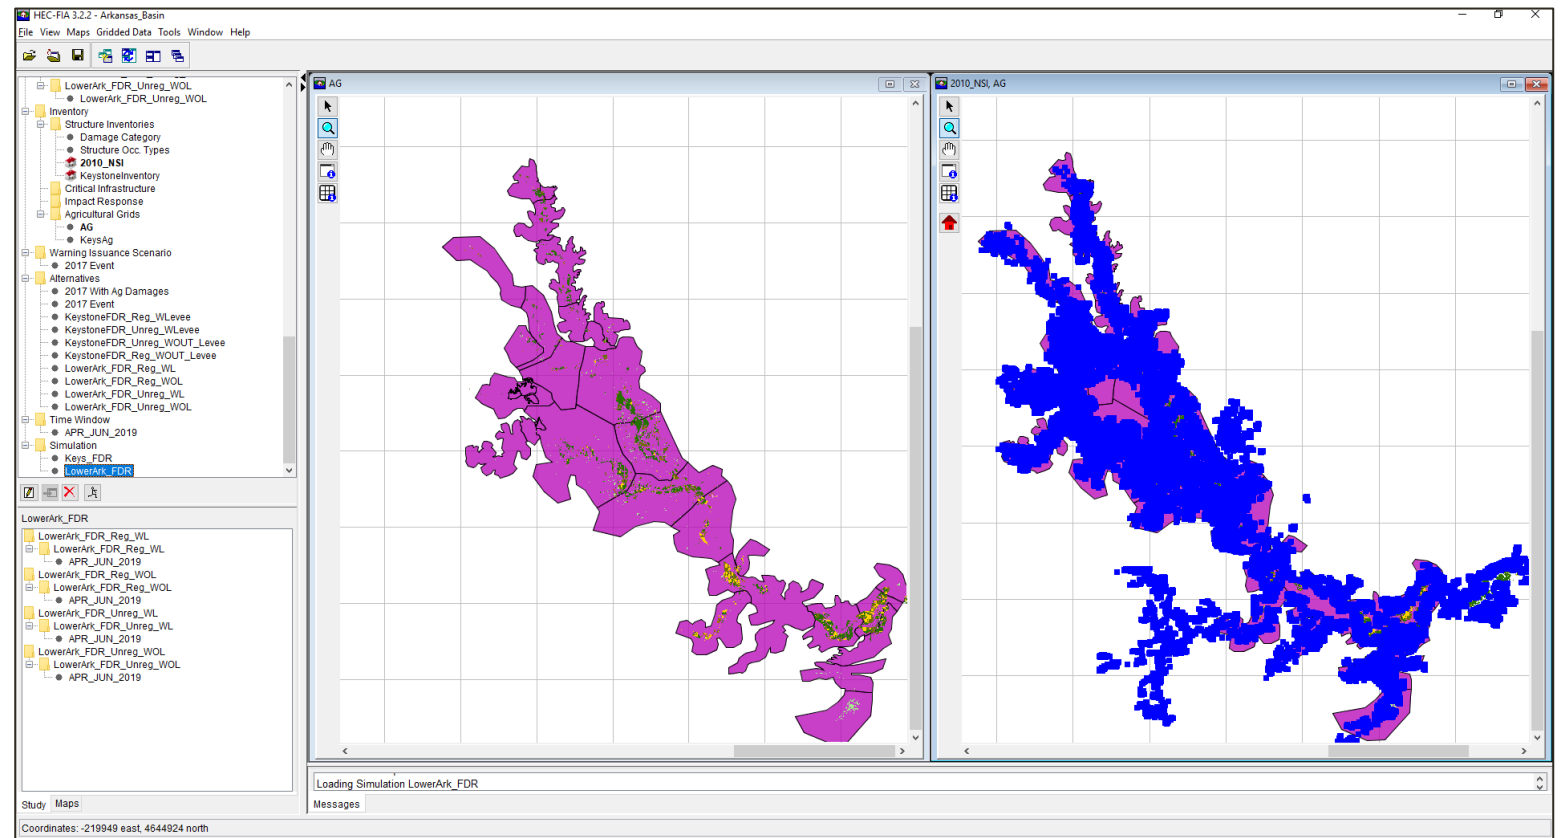 HEC-FIA 3.2.2 - Arkansas_Basin
File View Maps Gridded Data Tools Window Help
LowerArk_FDR_Unreg_WOL
LowerArk_FDR_Unreg_WOL
Inventory
Structure Inventories
Damage Category
Structure Occ. Types
2010_NSI
KeystoneInventory
Critical Infrastructure
Impact Response
Agricultural Grids
AG
KeysAg
Warning Issuance Scenario
2017 Event
Alternatives
2017 With Ag Damages
2017 Event
KeystoneFDR_Reg_WLevee
KeystoneFDR_Unreg_WLevee
KeystoneFDR_Unreg_WOUT_Levee
KeystoneFDR_Reg_WOUT_Levee
LowerArk_FDR_Reg_WL
LowerArk_FDR_Reg_WOL
LowerArk_FDR_Unreg_WL
LowerArk_FDR_Unreg_WOL
Time Window
APR_JUN_2019
Simulation
Keys_FDR
LowerArk_FDR
LowerArk_FDR
LowerArk_FDR_Reg_WL
LowerArk_FDR_Reg_WL
APR_JUN_2019
LowerArk_FDR_Reg_WOL
LowerArk_FDR_Reg_WOL
APR_JUN_2019
LowerArk_FDR_Unreg_WL
LowerArk_FDR_Unreg_WL
APR_JUN_2019
LowerArk_FDR_Unreg_WOL
LowerArk_FDR_Unreg_WOL
APR_JUN_2019
Study Maps
AG
2010_NSI, AG
Loading Simulation LowerArk_FDR
Messages
Coordinates: -219949 east, 4644924 north